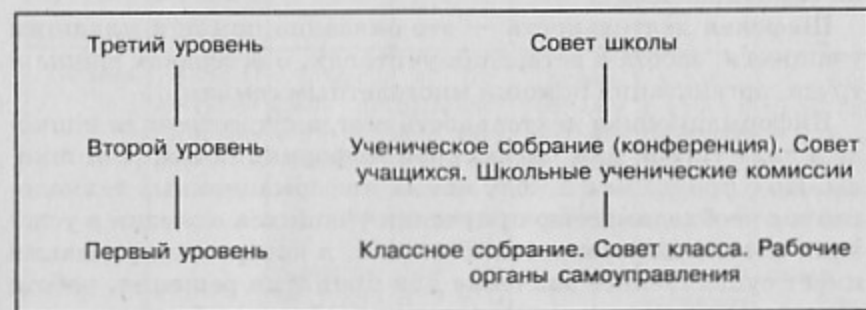 Третий уровень Совет школы
Второй уровень Ученическое собрание (конференция). Совет
учащихся. Школьные ученические комиссии
Первый уровень Классное собрание. Совет класса. Рабочие
органы самоуправления